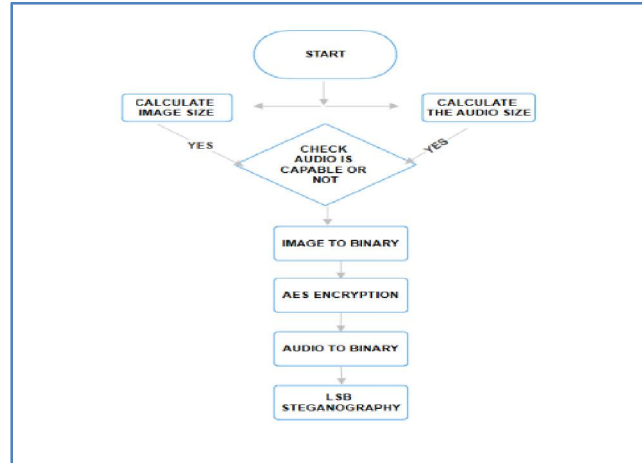 START
CALCULATE
IMAGE SIZE
CALCULATE
THE AUDIO SIZE
YES
YES
CHECK
AUDIO IS
CAPABLE OR
NOT
IMAGE TO BINARY
AES ENCRYPTION
AUDIO TO BINARY
LSB
STEGANOGRAPHY